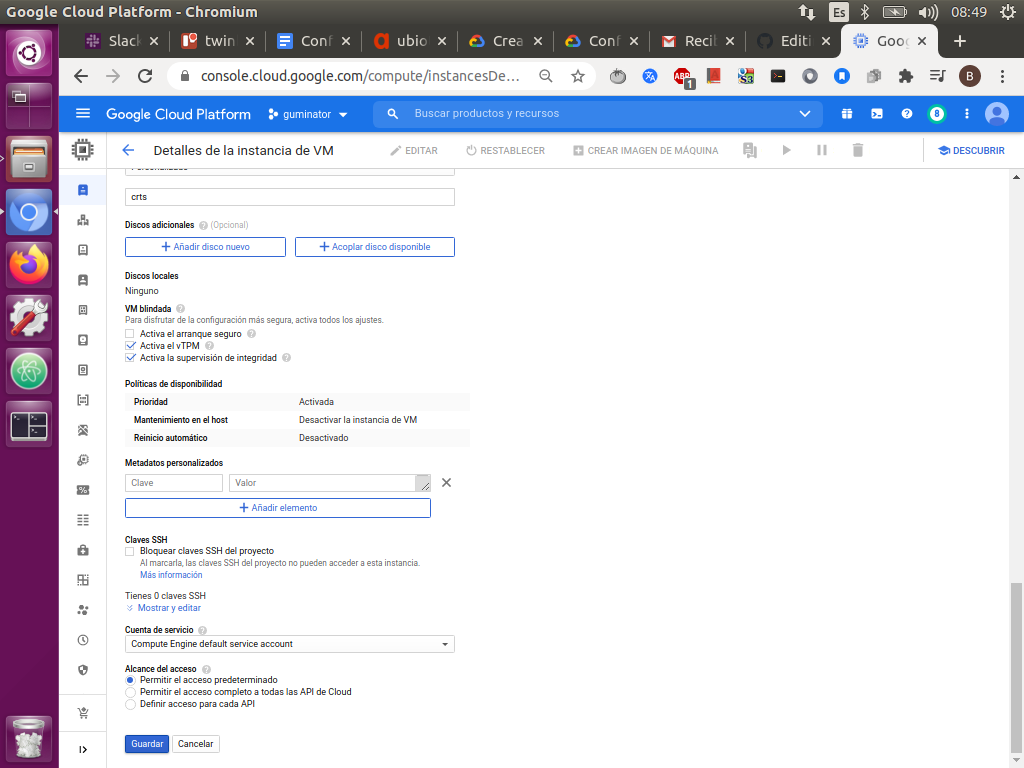 Google Cloud Platform - Chromium
Es
08:49
Slack
twin
Conf
ubio
Crea
Conf
Recib
Editi
Goog
console.cloud.google.com/compute/instancesDe...
ABP
1
B
Google Cloud Platform
guminator
Buscar productos y recursos
8
Detalles de la instancia de VM
EDITAR
RESTABLECER
CREAR IMAGEN DE MÁQUINA
DESCUBRIR
crts
Discos adicionales (Opcional)
Añadir disco nuevo
Acoplar disco disponible
Discos locales
Ninguno
VM blindada
Para disfrutar de la configuración más segura, activa todos los ajustes.
Activa el arranque seguro
Activa el vTPM
Activa la supervisión de integridad
Políticas de disponibilidad
Prioridad Activada
Mantenimiento en el host Desactivar la instancia de VM
Reinicio automático Desactivado
Metadatos personalizados
Clave Valor
Añadir elemento
Claves SSH
Bloquear claves SSH del proyecto
Al marcarla, las claves SSH del proyecto no pueden acceder a esta instancia.
Más información
Tienes 0 claves SSH
Mostrar y editar
Cuenta de servicio
Compute Engine default service account
Alcance del acceso
Permitir el acceso predeterminado
Permitir el acceso completo a todas las API de Cloud
Definir acceso para cada API
Guardar Cancelar